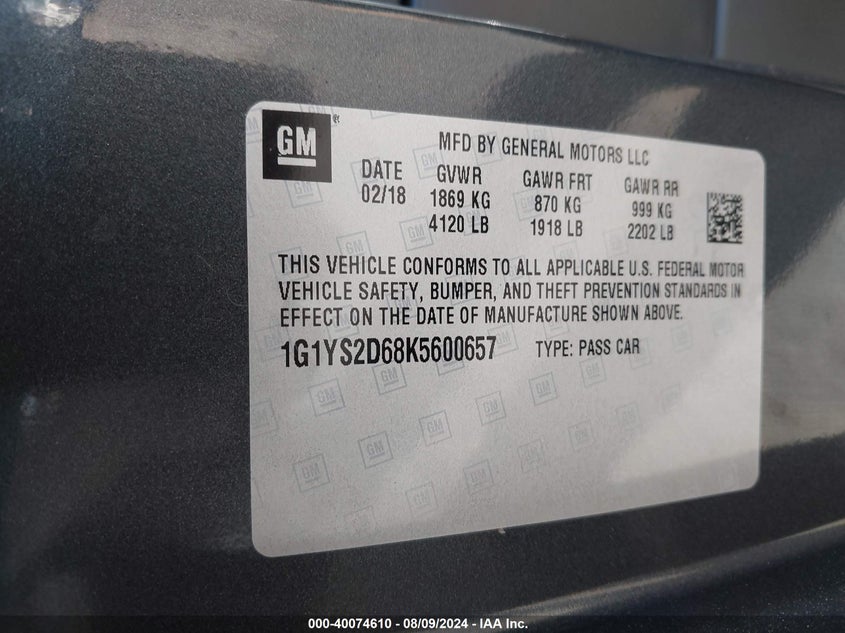 GM ®
MFD BY GENERAL MOTORS LLC
DATE GVWR GAWR FRT GAWR RR
02/18 1869 KG 870 KG 999 KG
4120 LB 1918 LB 2202 LB
THIS VEHICLE CONFORMS TO ALL APPLICABLE U.S. FEDERAL MOTOR
VEHICLE SAFETY, BUMPER, AND THEFT PREVENTION STANDARDS IN
EFFECT ON THE DATE OF MANUFACTURE SHOWN ABOVE.
1G1YS2D68K5600657 TYPE: PASS CAR
000-40074610 - 08/09/2024 - IAA Inc.